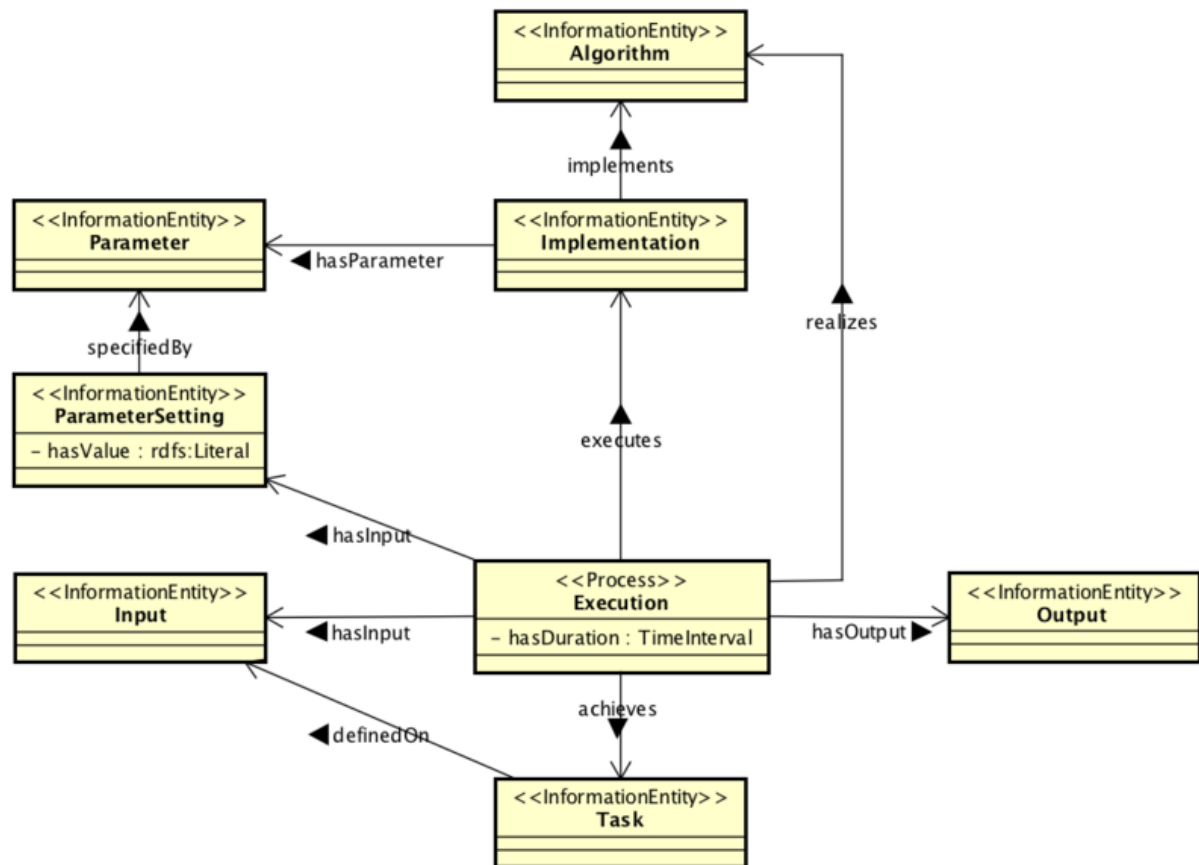 <<InformationEntity>>
Algorithm
implements
<<InformationEntity>>
Parameter
<<InformationEntity>>
Implementation
hasParameter
realizes
specifiedBy
<<InformationEntity>>
ParameterSetting
- hasValue : rdfs:Literal
executes
hasInput
<<InformationEntity>>
Input
hasInput
<<Process>>
Execution
- hasDuration : TimeInterval
hasOutput
<<InformationEntity>>
Output
achieves
definedOn
<<InformationEntity>>
Task